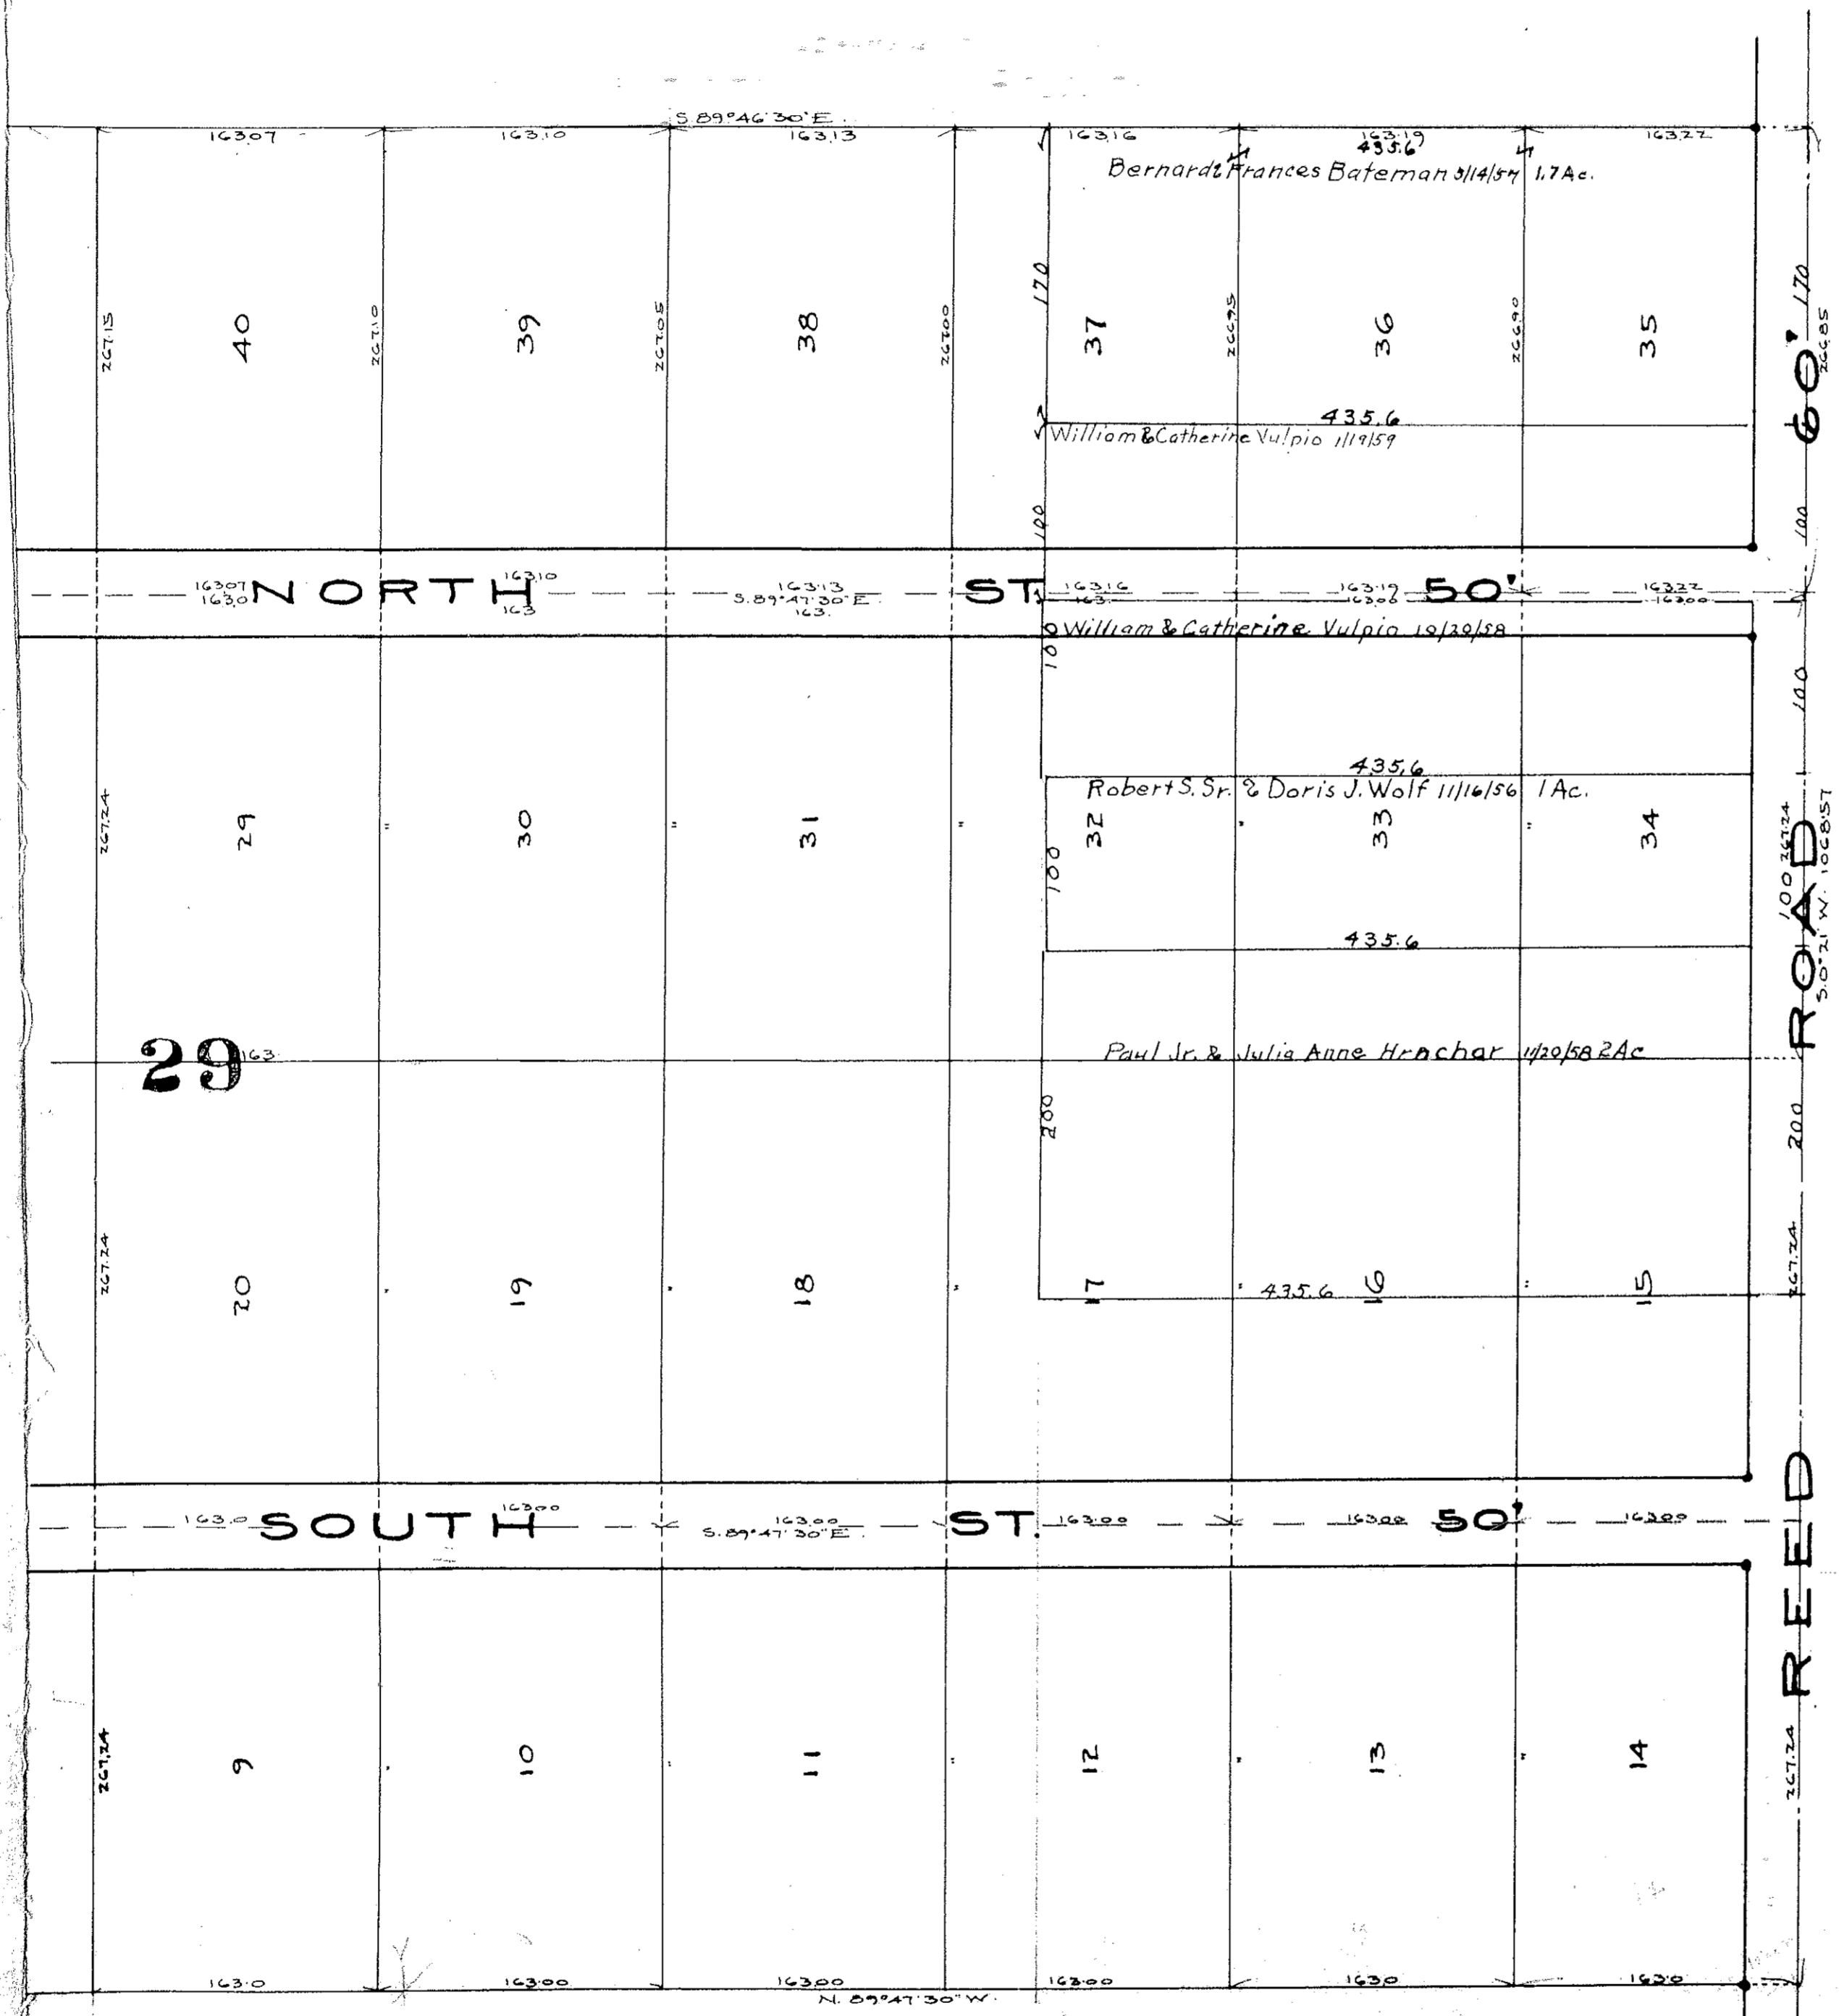 S.89°46'30"E.
163.07 163.10 163.13 163.16 163.19 163.22
435.6
Bernard & Frances Bateman 3/14/57 1.7 Ac.
170
170
60'
266.85
267.15 40 267.10 39 267.05 38 267.00 37 266.95 36 266.90 35
435.6
William & Catherine Vulpio 1/19/59
100
100
163.07 163.10 163.13 163.16 163.19 163.22
NORTH ST. 50'
163.0 163 S.89°47'30"E. 163. 163. 163.00 163.00
William & Catherine Vulpio 10/20/58
100
100
435.6
Robert S. Sr. & Doris J. Wolf 11/16/56 1 Ac.
267.24 29 " 30 " 31 " 32 " 33 " 34
100
100
267.24
S.0°21'W. 1068.57
ROAD
435.6
29
163
Paul Jr. & Julia Anne Hrachar 11/20/58 2 Ac
200
200
267.24 20 " 19 " 18 " 17 " 16 " 15
267.24
435.6
163.0 163.00 163.00 163.00 163.00 163.00
SOUTH ST. 50'
S.89°47'30"E.
REED
267.24 9 " 10 " 11 " 12 " 13 " 14
267.24
163.0 163.00 163.00 163.00 163.0 163.0
N.89°47'30"W.